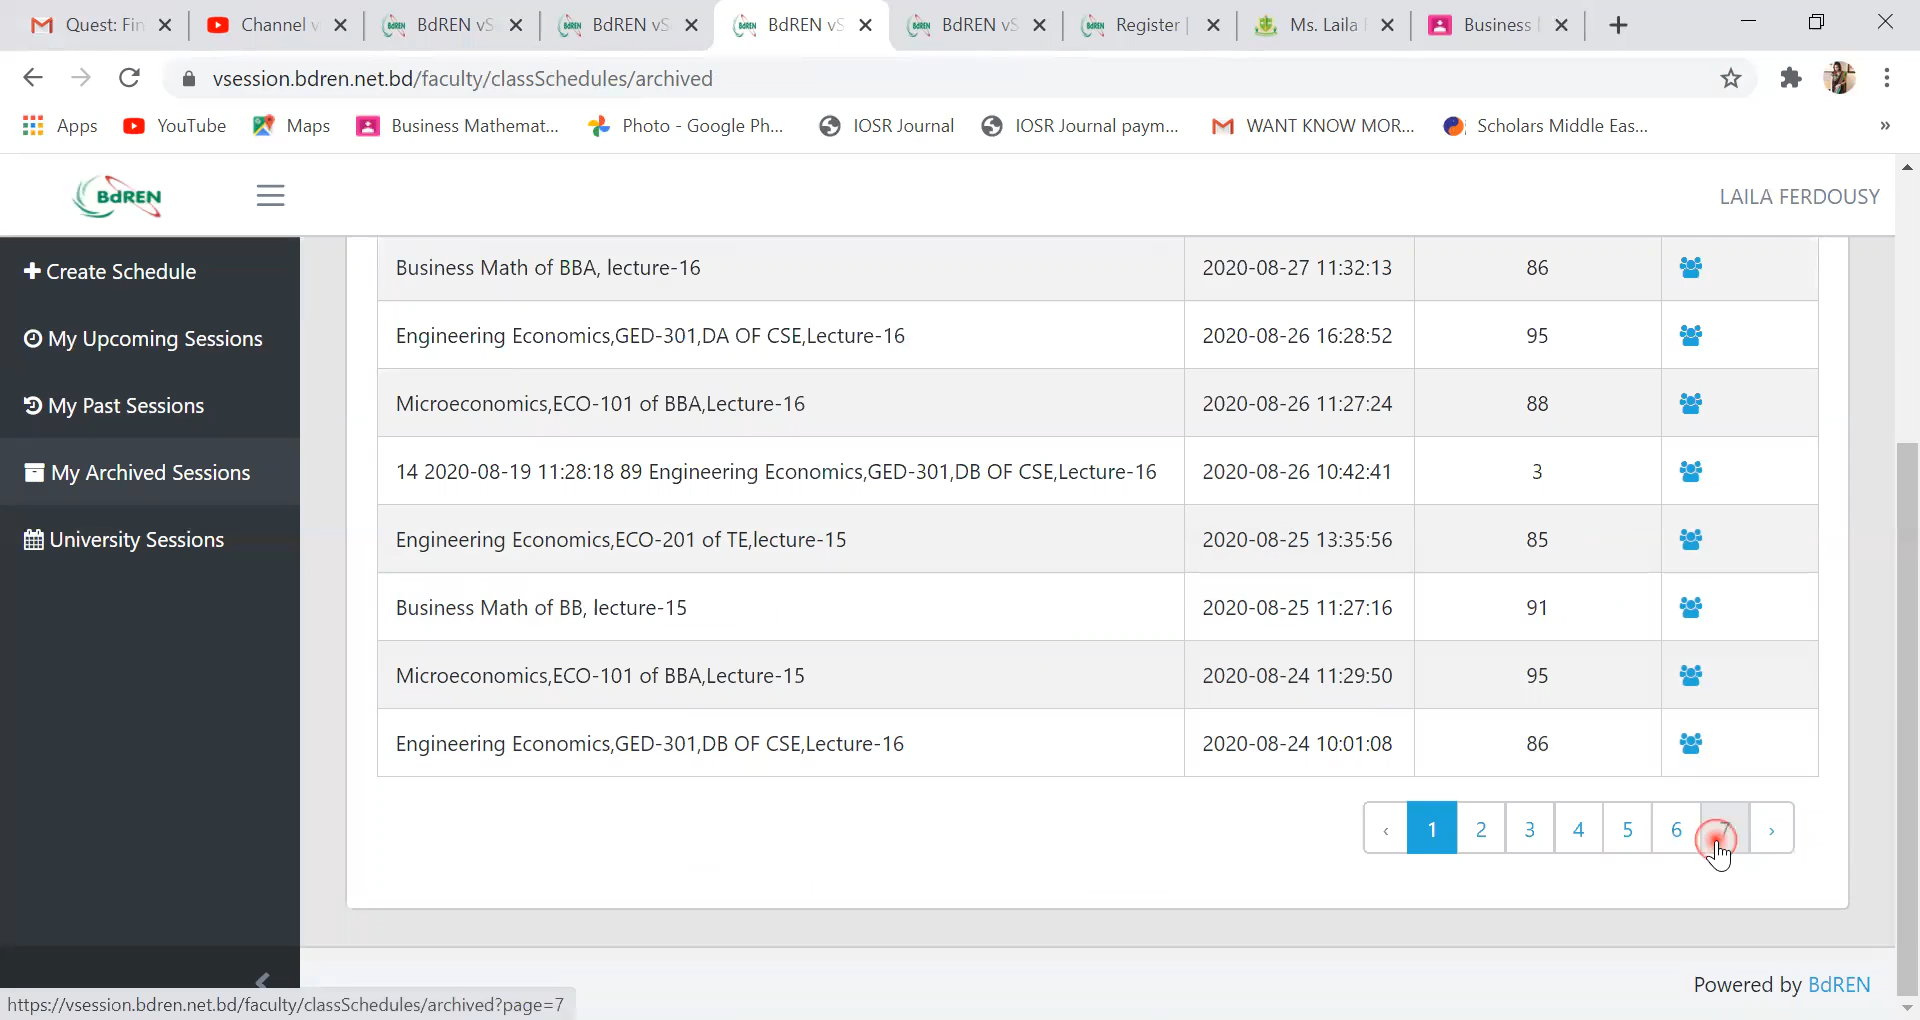 Quest: Fin
Channel v
BdREN vS
BdREN vS
BdREN vS
BdREN vS
Register |
Ms. Laila
Business
vsession.bdren.net.bd/faculty/classSchedules/archived
Apps YouTube Maps Business Mathemat... Photo - Google Ph... IOSR Journal IOSR Journal paym... WANT KNOW MOR... Scholars Middle Eas... »
BdREN
LAILA FERDOUSY
Create Schedule
My Upcoming Sessions
My Past Sessions
My Archived Sessions
University Sessions
Business Math of BBA, lecture-16 2020-08-27 11:32:13 86
Engineering Economics,GED-301,DA OF CSE,Lecture-16 2020-08-26 16:28:52 95
Microeconomics,ECO-101 of BBA,Lecture-16 2020-08-26 11:27:24 88
14 2020-08-19 11:28:18 89 Engineering Economics,GED-301,DB OF CSE,Lecture-16 2020-08-26 10:42:41 3
Engineering Economics,ECO-201 of TE,lecture-15 2020-08-25 13:35:56 85
Business Math of BB, lecture-15 2020-08-25 11:27:16 91
Microeconomics,ECO-101 of BBA,Lecture-15 2020-08-24 11:29:50 95
Engineering Economics,GED-301,DB OF CSE,Lecture-16 2020-08-24 10:01:08 86
‹ 1 2 3 4 5 6 7 ›
Powered by BdREN
https://vsession.bdren.net.bd/faculty/classSchedules/archived?page=7